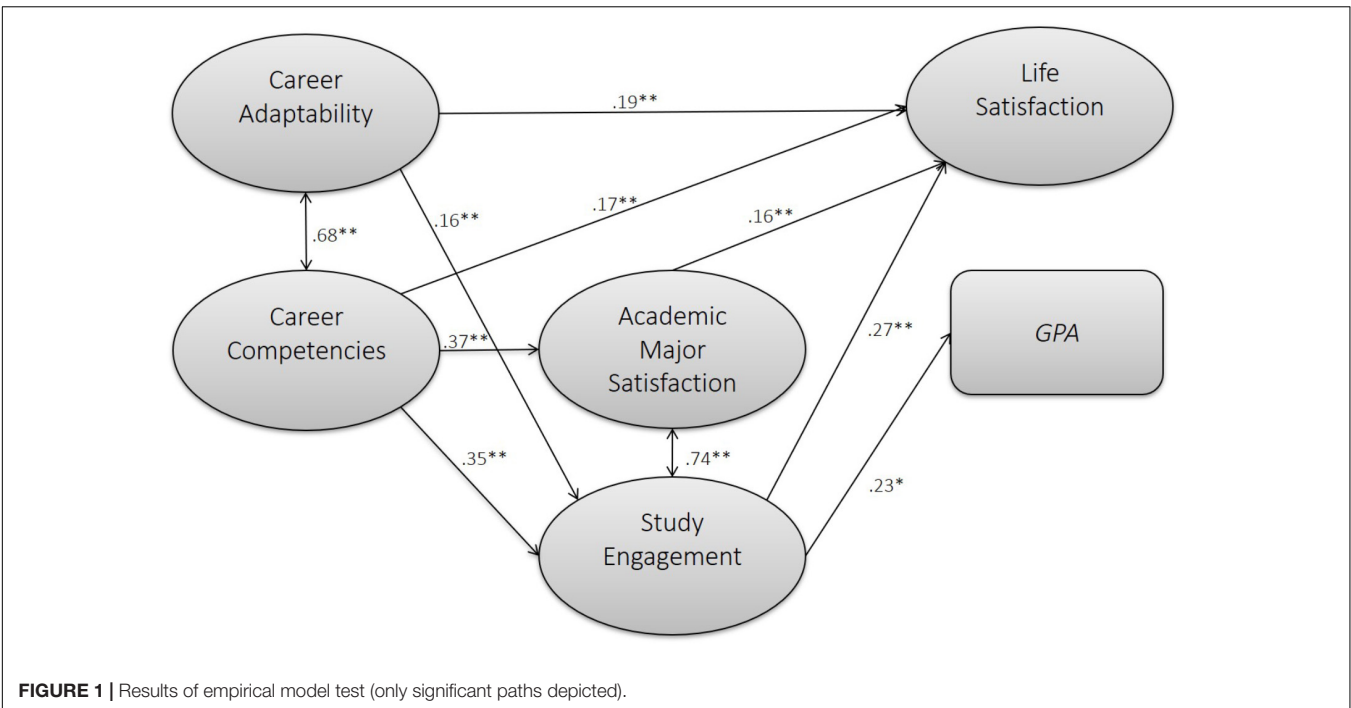 Career
Adaptability
Life
Satisfaction
.19**
.17**
.16**
.16**
.68**
Career
Competencies
.37**
Academic
Major
Satisfaction
GPA
.27**
.35**
.74**
.23*
Study
Engagement
FIGURE 1 | Results of empirical model test (only significant paths depicted).